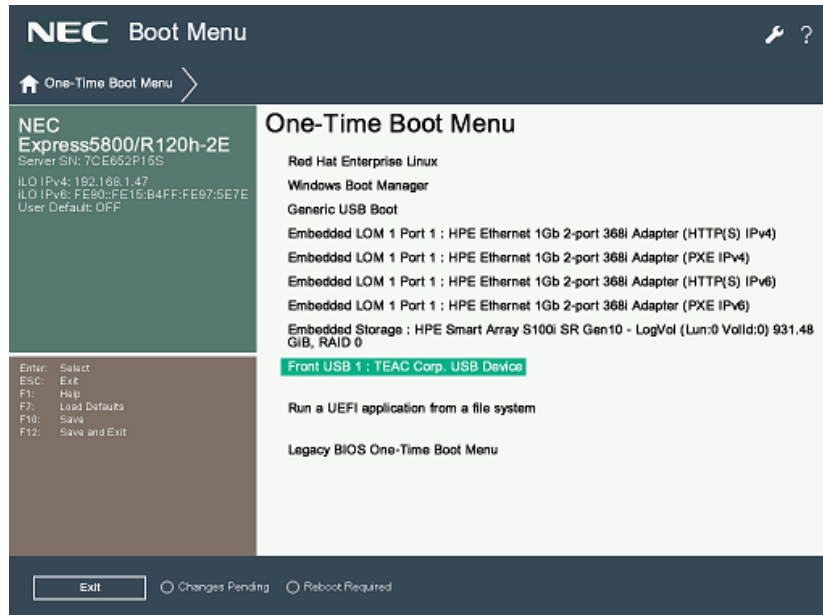 NEC Boot Menu
?
One-Time Boot Menu
NEC
Express5800/R120h-2E
Server SN: 7CE652P15S
iLO IPv4: 192.168.1.47
iLO IPv6: FE80::FE15:B4FF:FE97:5E7E
User Default: OFF
Enter: Select
ESC: Exit
F1: Help
F7: Load Defaults
F10: Save
F12: Save and Exit
One-Time Boot Menu
Red Hat Enterprise Linux
Windows Boot Manager
Generic USB Boot
Embedded LOM 1 Port 1 : HPE Ethernet 1Gb 2-port 368i Adapter (HTTP(S) IPv4)
Embedded LOM 1 Port 1 : HPE Ethernet 1Gb 2-port 368i Adapter (PXE IPv4)
Embedded LOM 1 Port 1 : HPE Ethernet 1Gb 2-port 368i Adapter (HTTP(S) IPv6)
Embedded LOM 1 Port 1 : HPE Ethernet 1Gb 2-port 368i Adapter (PXE IPv6)
Embedded Storage : HPE Smart Array S100i SR Gen10 - LogVol (Lun:0 VolId:0) 931.48
GiB, RAID 0
Front USB 1 : TEAC Corp. USB Device
Run a UEFI application from a file system
Legacy BIOS One-Time Boot Menu
Exit
Changes Pending
Reboot Required